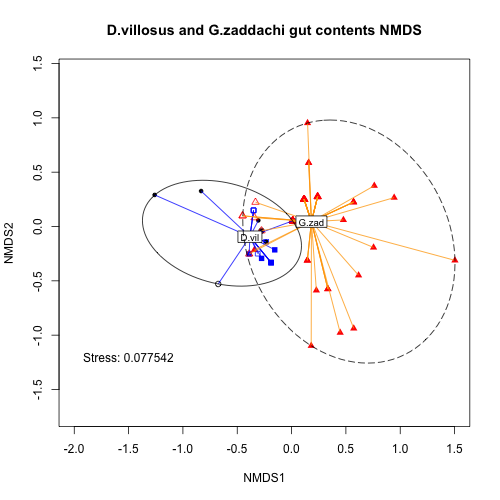 D.villosus and G.zaddachi gut contents NMDS
1.5
1.0
0.5
0.0
-0.5
-1.0
-1.5
NMDS2
G.zad
D.vil
Stress: 0.077542
-2.0 -1.5 -1.0 -0.5 0.0 0.5 1.0 1.5
NMDS1